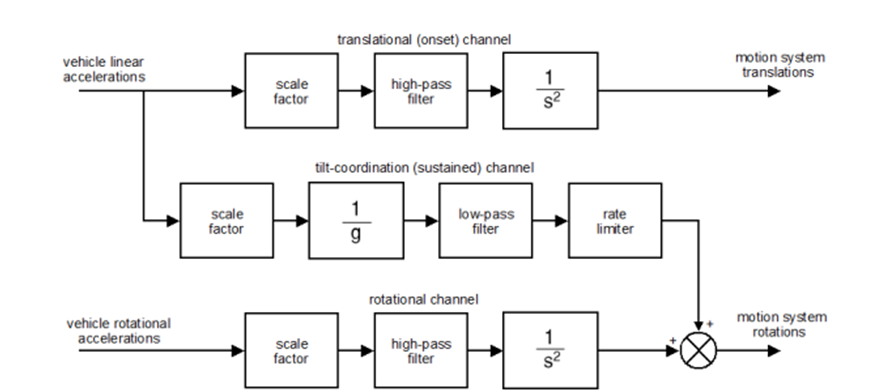 translational (onset) channel
vehicle linear
accelerations
scale
factor
high-pass
filter
1
s2
motion system
translations
tilt-coordination (sustained) channel
scale
factor
1
g
low-pass
filter
rate
limiter
rotational channel
vehicle rotational
accelerations
scale
factor
high-pass
filter
1
s2
+
+
motion system
rotations